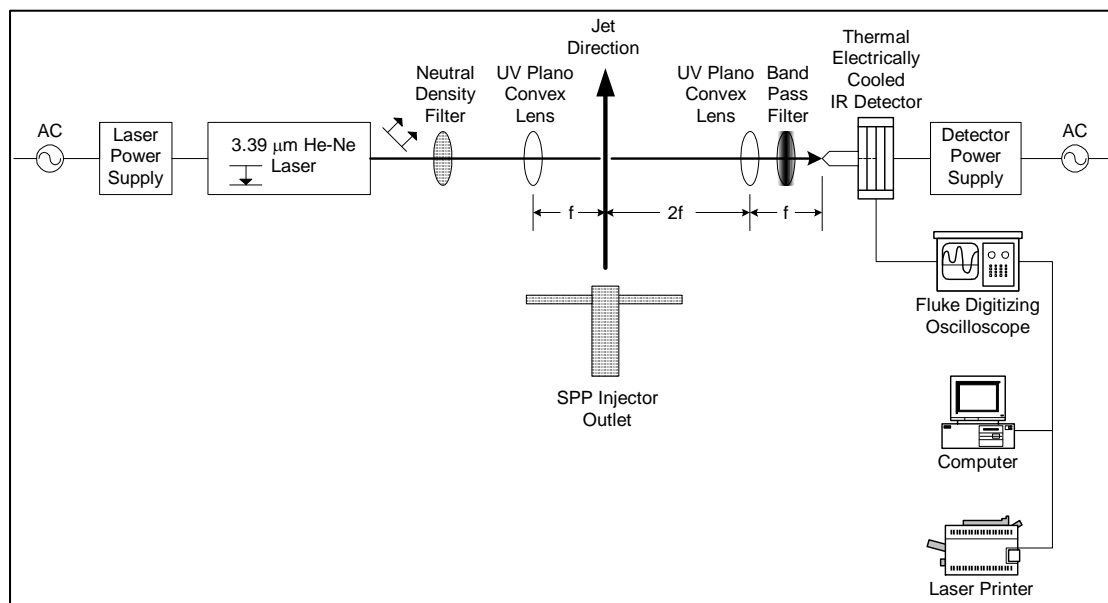 Jet
Direction
Thermal
Electrically
Cooled
IR Detector
Neutral
Density
Filter
UV Plano
Convex
Lens
UV Plano
Convex
Lens
Band
Pass
Filter
AC
Laser
Power
Supply
3.39 μm He-Ne
Laser
Detector
Power
Supply
AC
f
2f
f
Fluke Digitizing
Oscilloscope
SPP Injector
Outlet
Computer
Laser Printer